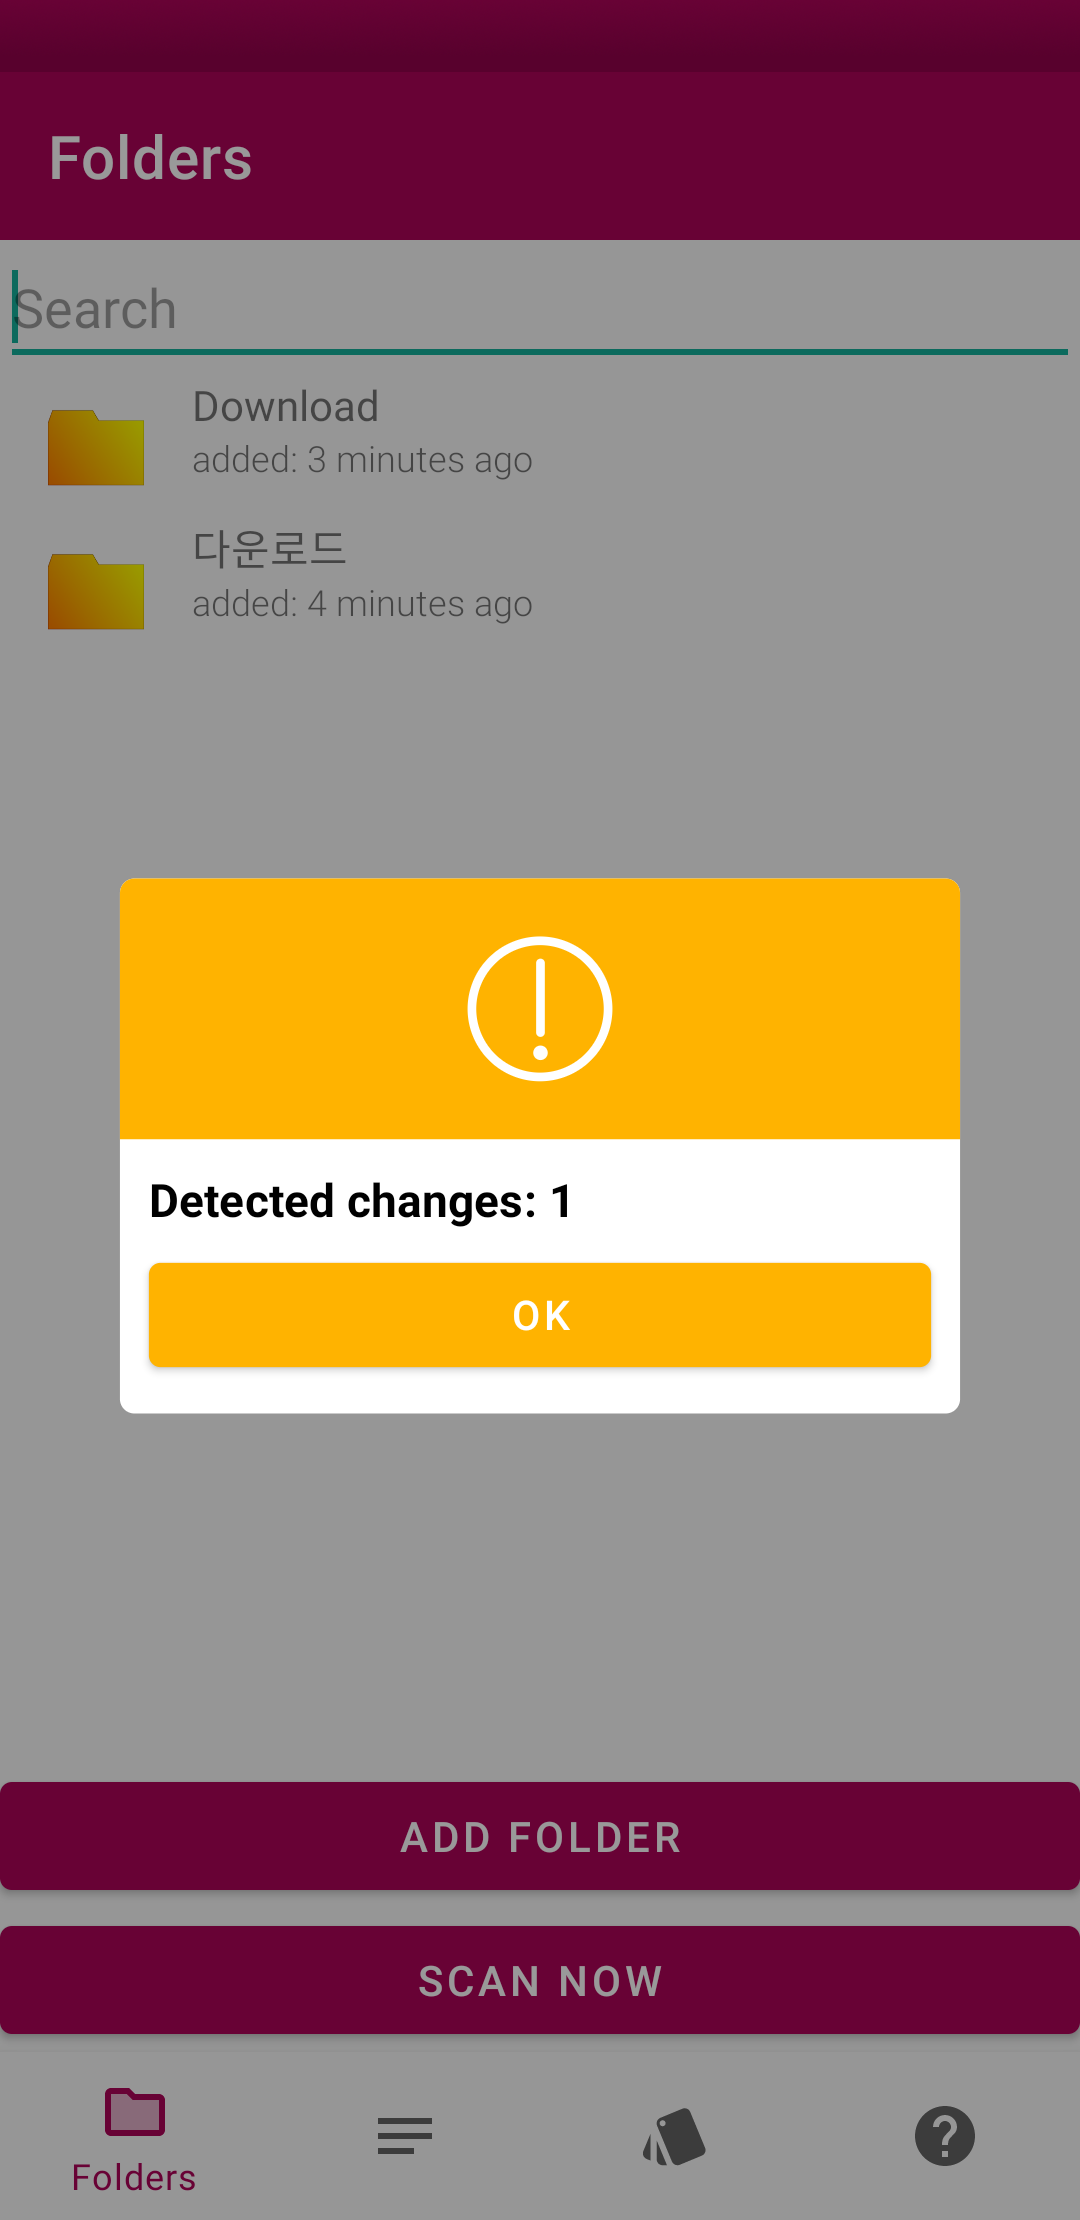 Folders
Search
Download
added: 3 minutes ago
다운로드
added: 4 minutes ago
Detected changes: 1
OK
ADD FOLDER
SCAN NOW
Folders